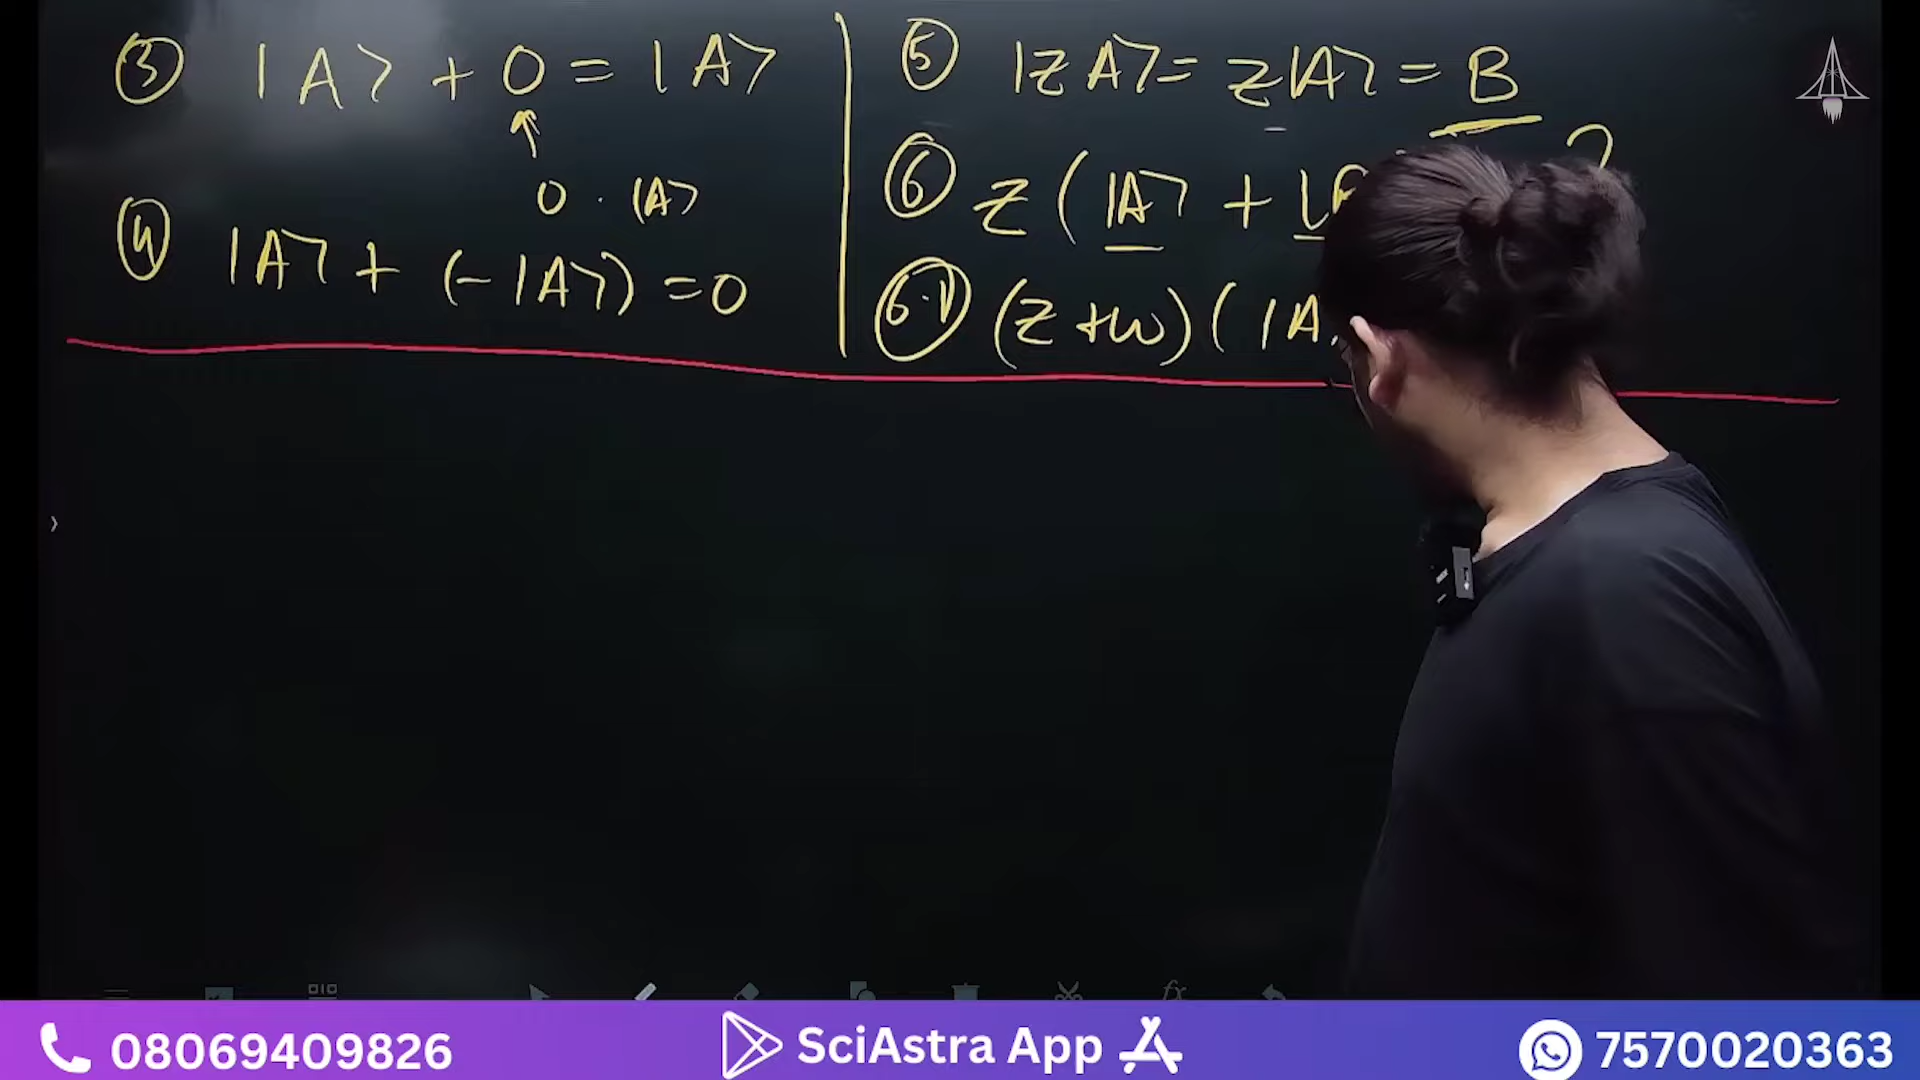 ③ |A⟩ + 0 = |A⟩
↑
0 · |A⟩
④ |A⟩ + (-|A⟩) = 0
⑤ |zA⟩ = z|A⟩ = B
⑥ z(|A⟩ +
6.1 (z + w)(|A
08069409826
SciAstra App
7570020363